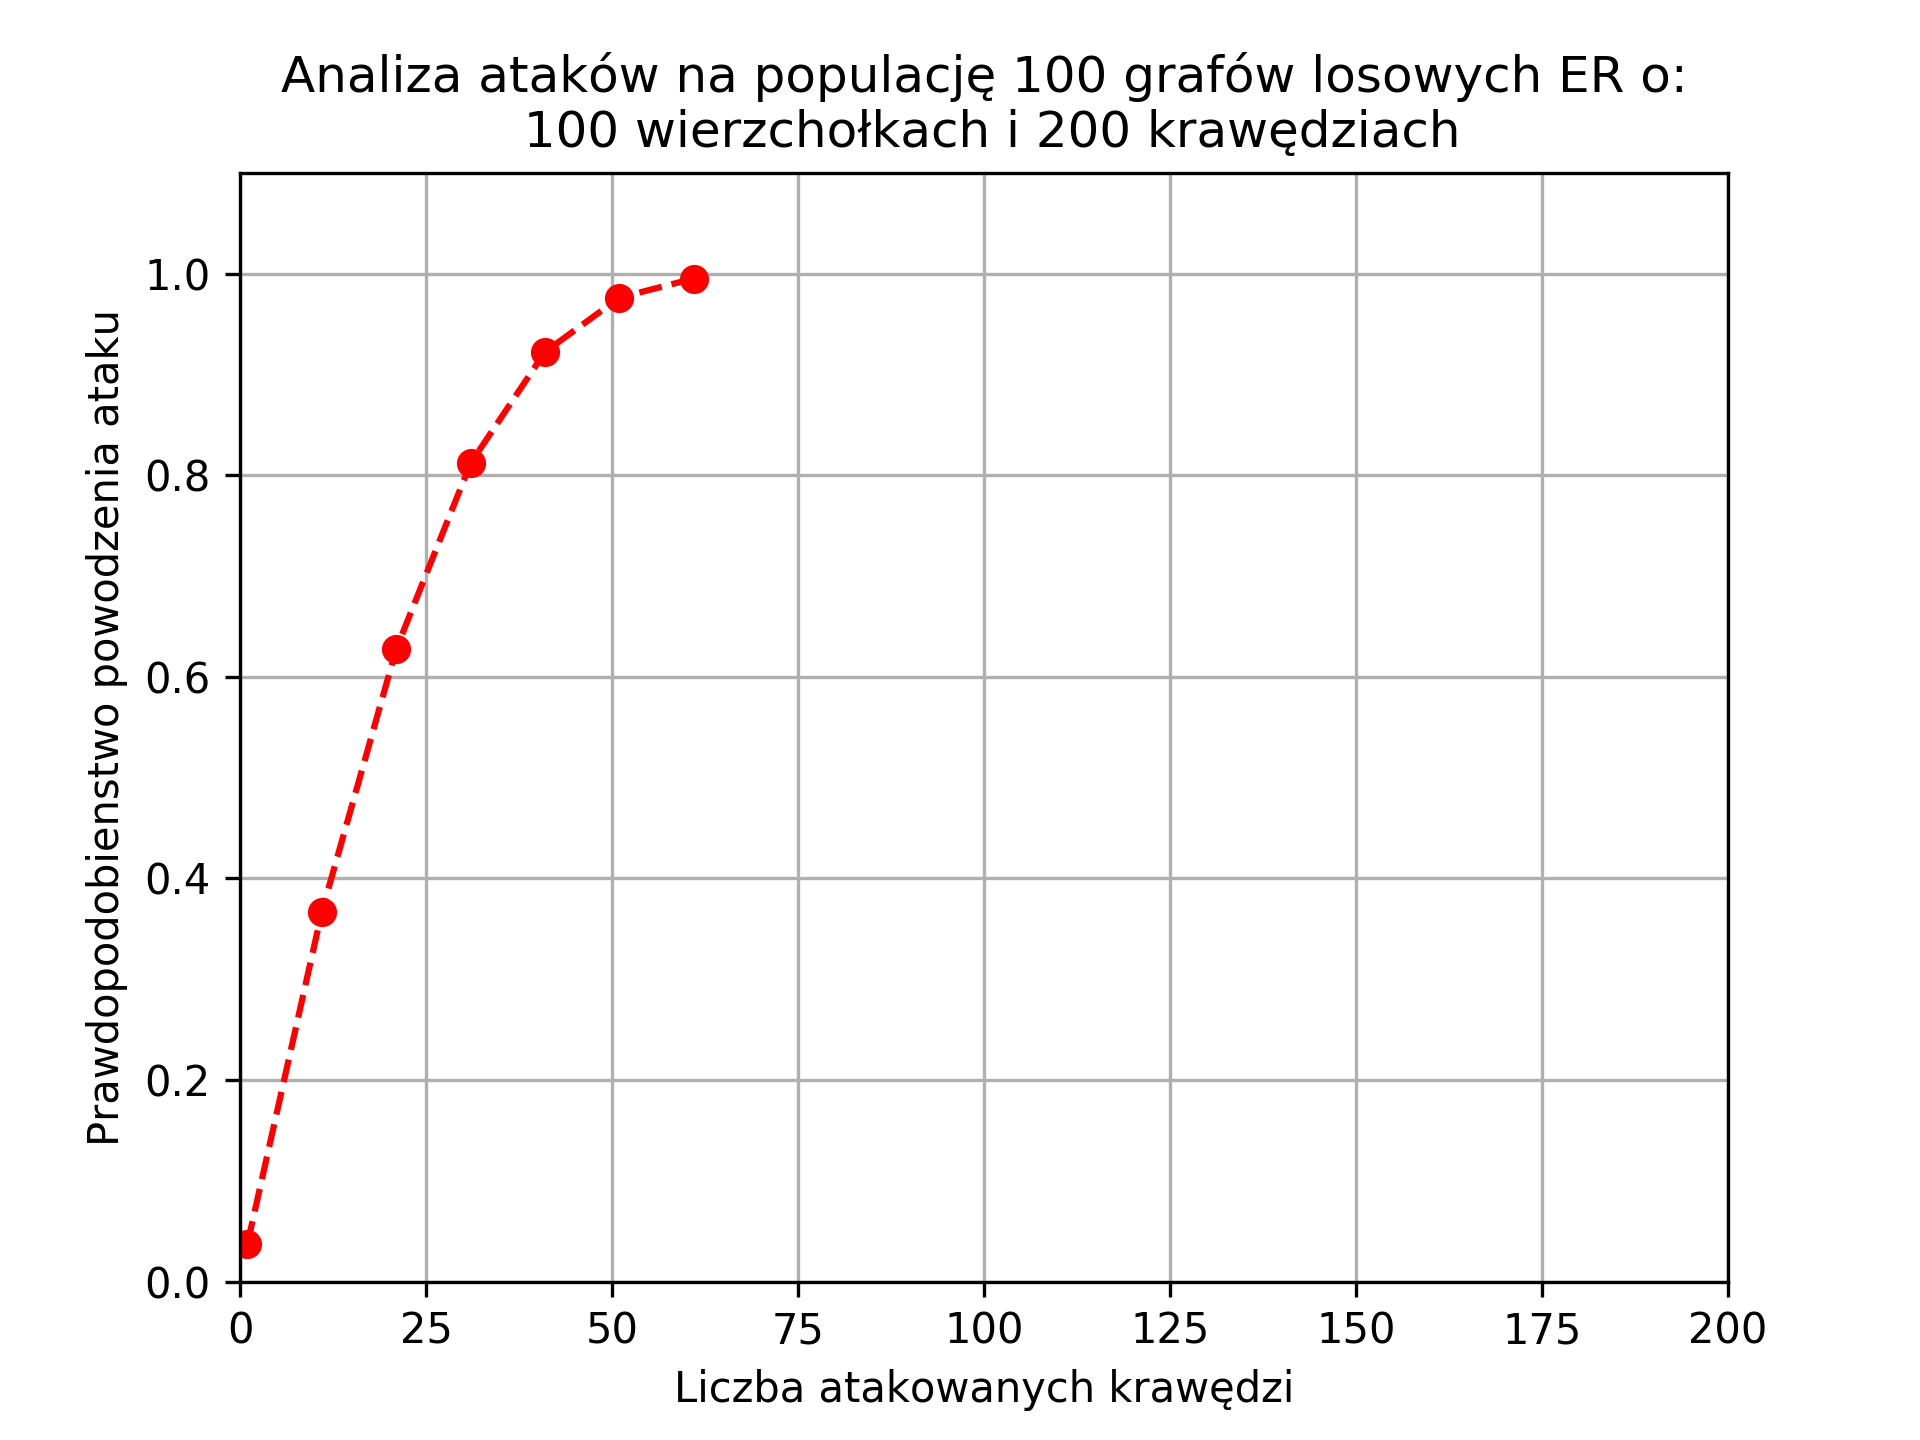 Analiza ataków na populację 100 grafów losowych ER o:
100 wierzchołkach i 200 krawędziach
Prawdopodobienstwo powodzenia ataku
1.0
0.8
0.6
0.4
0.2
0.0
0 25 50 75 100 125 150 175 200
Liczba atakowanych krawędzi